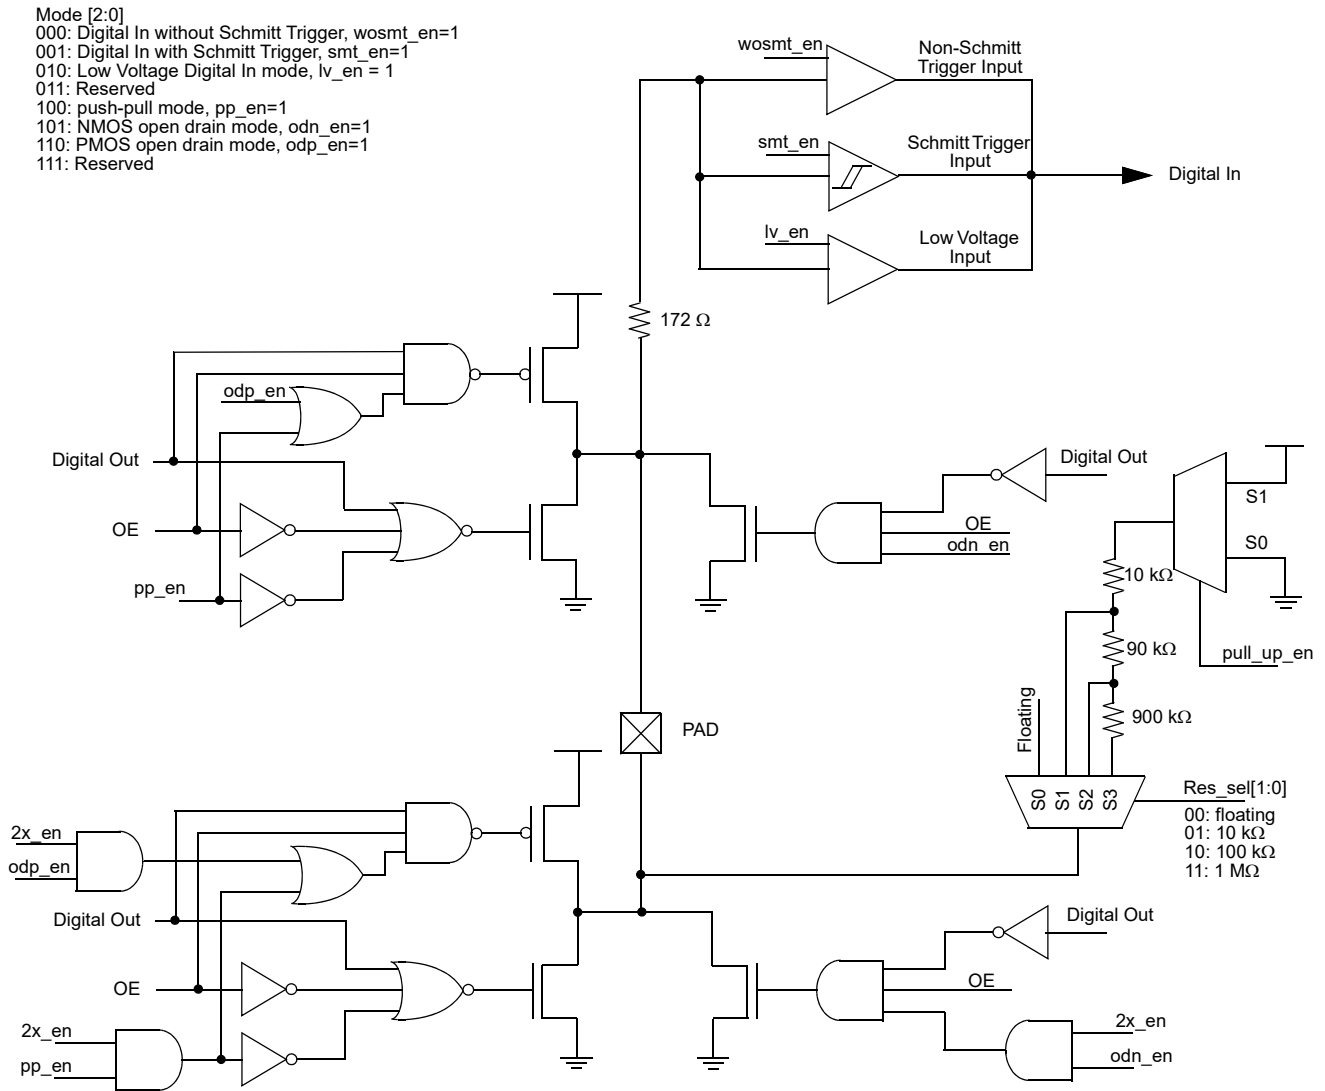 Mode [2:0]
000: Digital In without Schmitt Trigger, wosmt_en=1
001: Digital In with Schmitt Trigger, smt_en=1
010: Low Voltage Digital In mode, lv_en = 1
011: Reserved
100: push-pull mode, pp_en=1
101: NMOS open drain mode, odn_en=1
110: PMOS open drain mode, odp_en=1
111: Reserved
wosmt_en
Non-Schmitt
Trigger Input
smt_en
Schmitt Trigger
Input
Digital In
lv_en
Low Voltage
Input
172 Ω
odp_en
Digital Out
OE
pp_en
Digital Out
OE
odn_en
S1
S0
10 kΩ
90 kΩ
pull_up_en
900 kΩ
Floating
PAD
S0
S1
S2
S3
Res_sel[1:0]
00: floating
01: 10 kΩ
10: 100 kΩ
11: 1 MΩ
2x_en
odp_en
Digital Out
OE
2x_en
pp_en
Digital Out
OE
2x_en
odn_en